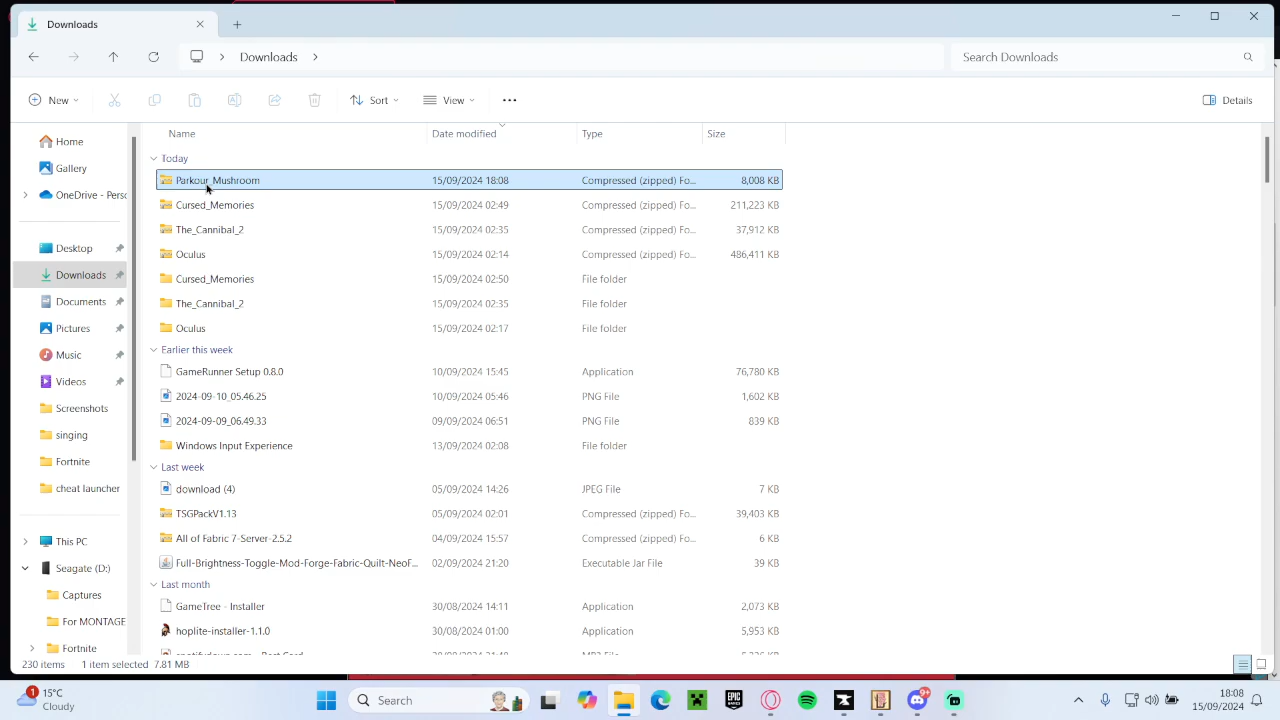 Downloads
Downloads
Search Downloads
New
Sort
View
Details
Name Date modified Type Size
Home
Gallery
OneDrive - Perso
Desktop
Downloads
Documents
Pictures
Music
Videos
Screenshots
singing
Fortnite
cheat launcher
This PC
Seagate (D:)
Captures
For MONTAGE
Fortnite
Today
Parkour_Mushroom 15/09/2024 18:08 Compressed (zipped) Fo... 8,008 KB
Cursed_Memories 15/09/2024 02:49 Compressed (zipped) Fo... 211,223 KB
The_Cannibal_2 15/09/2024 02:35 Compressed (zipped) Fo... 37,912 KB
Oculus 15/09/2024 02:14 Compressed (zipped) Fo... 486,411 KB
Cursed_Memories 15/09/2024 02:50 File folder
The_Cannibal_2 15/09/2024 02:35 File folder
Oculus 15/09/2024 02:17 File folder
Earlier this week
GameRunner Setup 0.8.0 10/09/2024 15:45 Application 76,780 KB
2024-09-10_05.46.25 10/09/2024 05:46 PNG File 1,602 KB
2024-09-09_06.49.33 09/09/2024 06:51 PNG File 839 KB
Windows Input Experience 13/09/2024 02:08 File folder
Last week
download (4) 05/09/2024 14:26 JPEG File 7 KB
TSGPackV1.13 05/09/2024 02:01 Compressed (zipped) Fo... 39,403 KB
All of Fabric 7-Server-2.5.2 04/09/2024 15:57 Compressed (zipped) Fo... 6 KB
Full-Brightness-Toggle-Mod-Forge-Fabric-Quilt-NeoF... 02/09/2024 21:20 Executable Jar File 39 KB
Last month
GameTree - Installer 30/08/2024 14:11 Application 2,073 KB
hoplite-installer-1.1.0 30/08/2024 01:00 Application 5,953 KB
230 items 1 item selected 7.81 MB
1
15°C
Cloudy
Search
EPIC GAMES
9+
18:08
15/09/2024